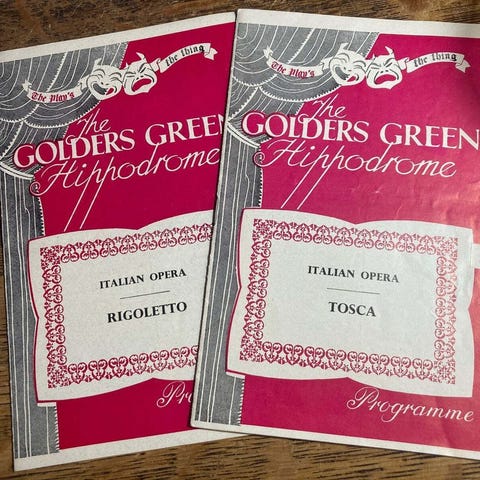 The Play's the thing
The
GOLDERS GREEN
Hippodrome
ITALIAN OPERA
RIGOLETTO
Pro
The Play's the thing
The
GOLDERS GREEN
Hippodrome
ITALIAN OPERA
TOSCA
Programme